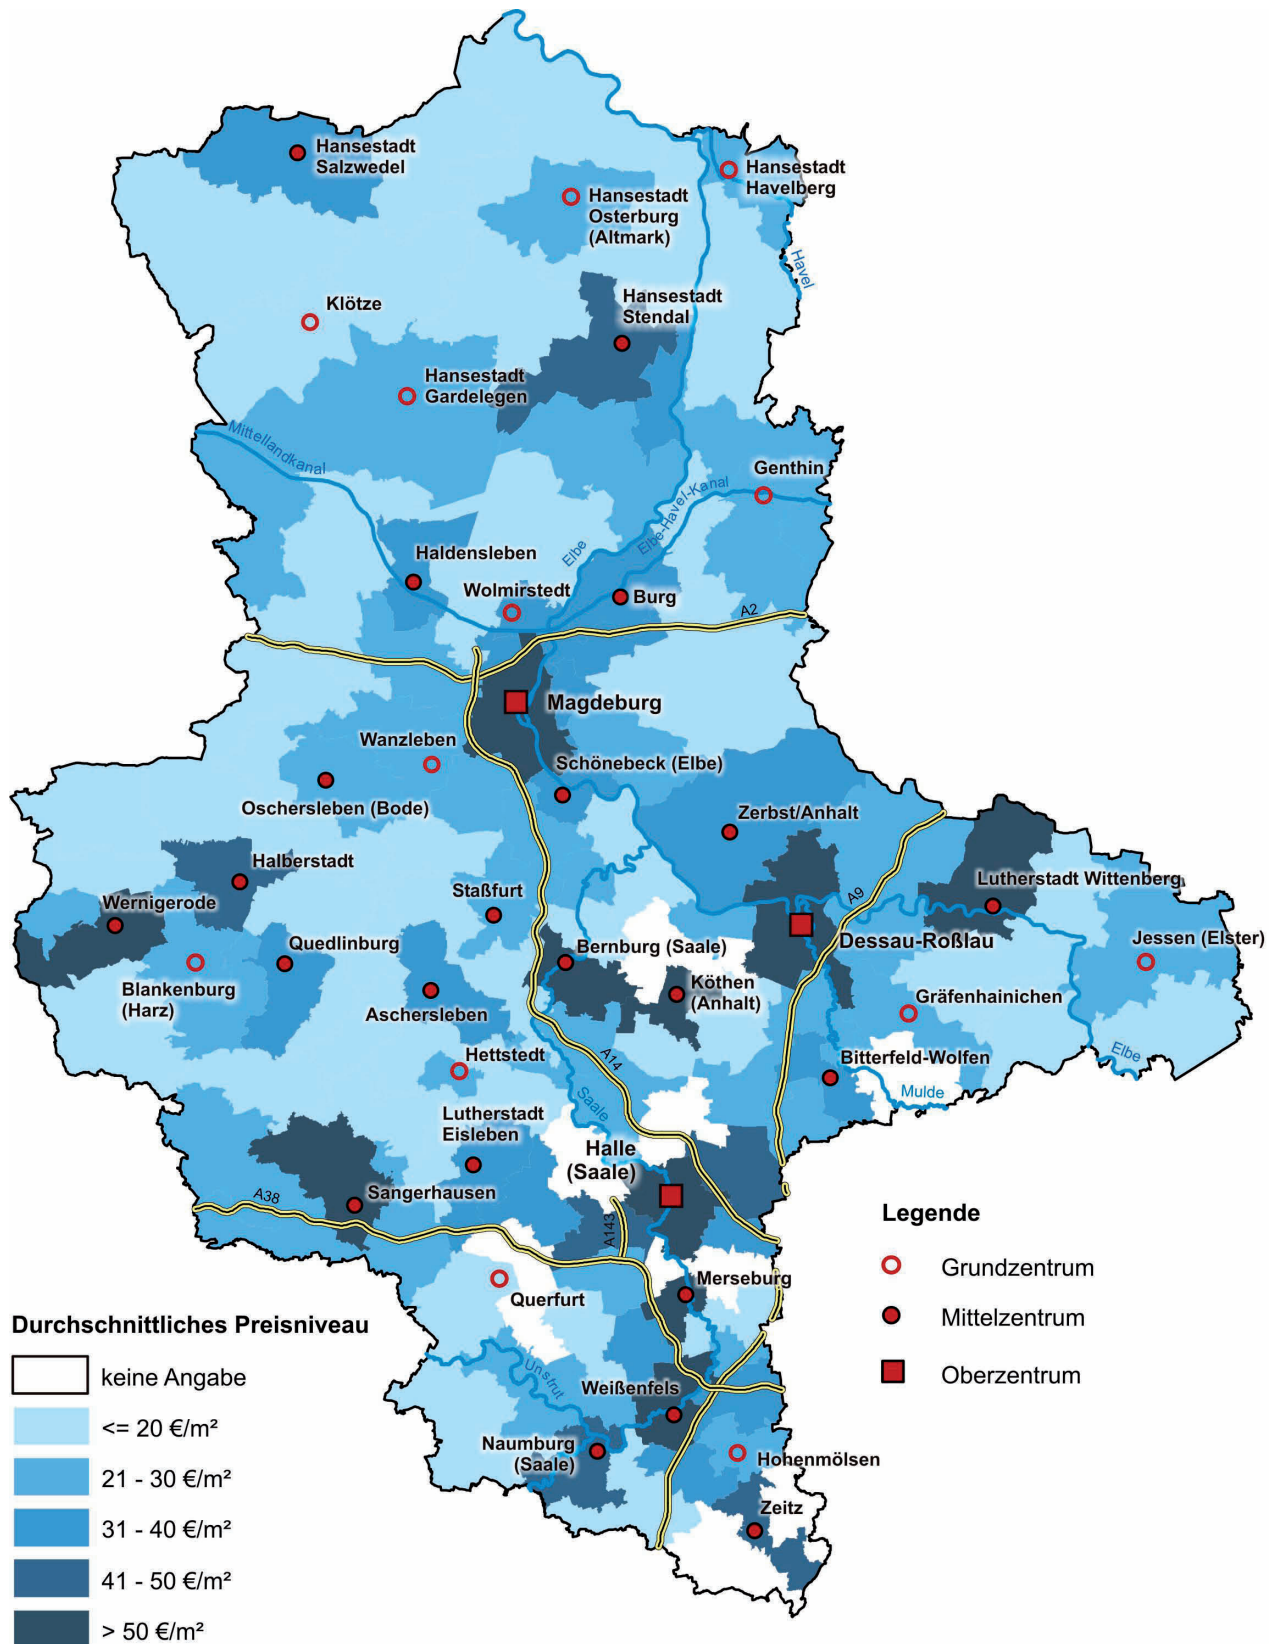 Hansestadt
Salzwedel
Hansestadt
Havelberg
Hansestadt
Osterburg
(Altmark)
Havel
Klötze
Hansestadt
Stendal
Hansestadt
Gardelegen
Mittellandkanal
Genthin
Elbe-Havel-Kanal
Elbe
Haldensleben
Wolmirstedt
Burg
A2
Magdeburg
Wanzleben
Schönebeck (Elbe)
Oschersleben (Bode)
Zerbst/Anhalt
Halberstadt
Lutherstadt Wittenberg
Staßfurt
A9
Wernigerode
Quedlinburg
Bernburg (Saale)
Dessau-Roßlau
Jessen (Elster)
Blankenburg
(Harz)
Köthen
(Anhalt)
Gräfenhainichen
Aschersleben
Hettstedt
A14
Bitterfeld-Wolfen
Elbe
Mulde
Saale
Lutherstadt
Eisleben
Halle
(Saale)
A38
Sangerhausen
A143
Merseburg
Querfurt
Unstrut
Weißenfels
Naumburg
(Saale)
Hohenmölsen
Zeitz
Legende
Grundzentrum
Mittelzentrum
Oberzentrum
Durchschnittliches Preisniveau
keine Angabe
<= 20 €/m²
21 - 30 €/m²
31 - 40 €/m²
41 - 50 €/m²
> 50 €/m²